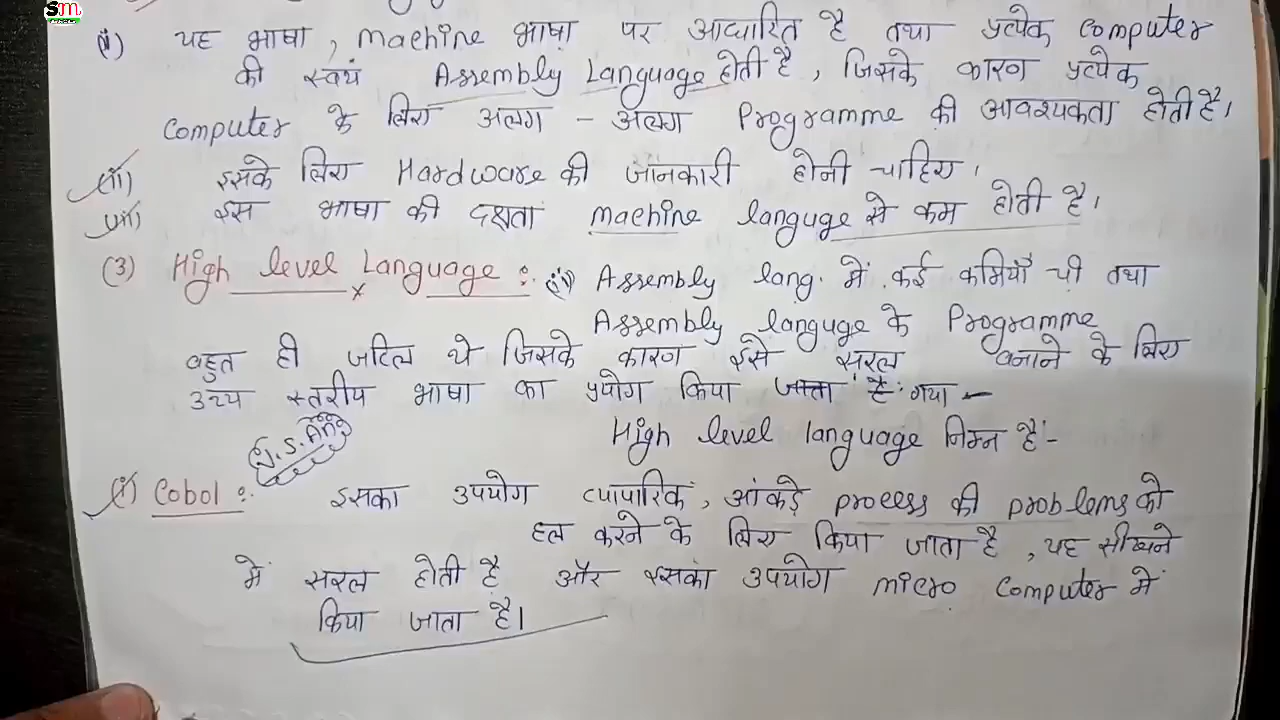 Sm
(ii) यह भाषा, machine भाषा पर आधारित है तथा प्रत्येक computer
की स्वयं Assembly Language होती है, जिसके कारण प्रत्येक
Computer के लिए अलग - अलग Programme की आवश्यकता होती है।
(iii) इसके लिए Hardware की जानकारी होनी चाहिए।
इस भाषा की दक्षता machine languge से कम होती है।
(3) High level Language :. (i) Assembly lang. में कई कमियाँ थी तथा
Assembly languge के Programme
बहुत ही जटिल थे जिसके कारण इसे सरल बनाने के लिए
उच्च स्तरीय भाषा का प्रयोग किया जाता है गया -
High level language निम्न है:-
(i) Cobol :. इसका उपयोग व्यापारिक, आंकड़े process की problems को
हल करने के लिए किया जाता है, यह सीखने
में सरल होती है और इसका उपयोग micro Computer में
किया जाता है।